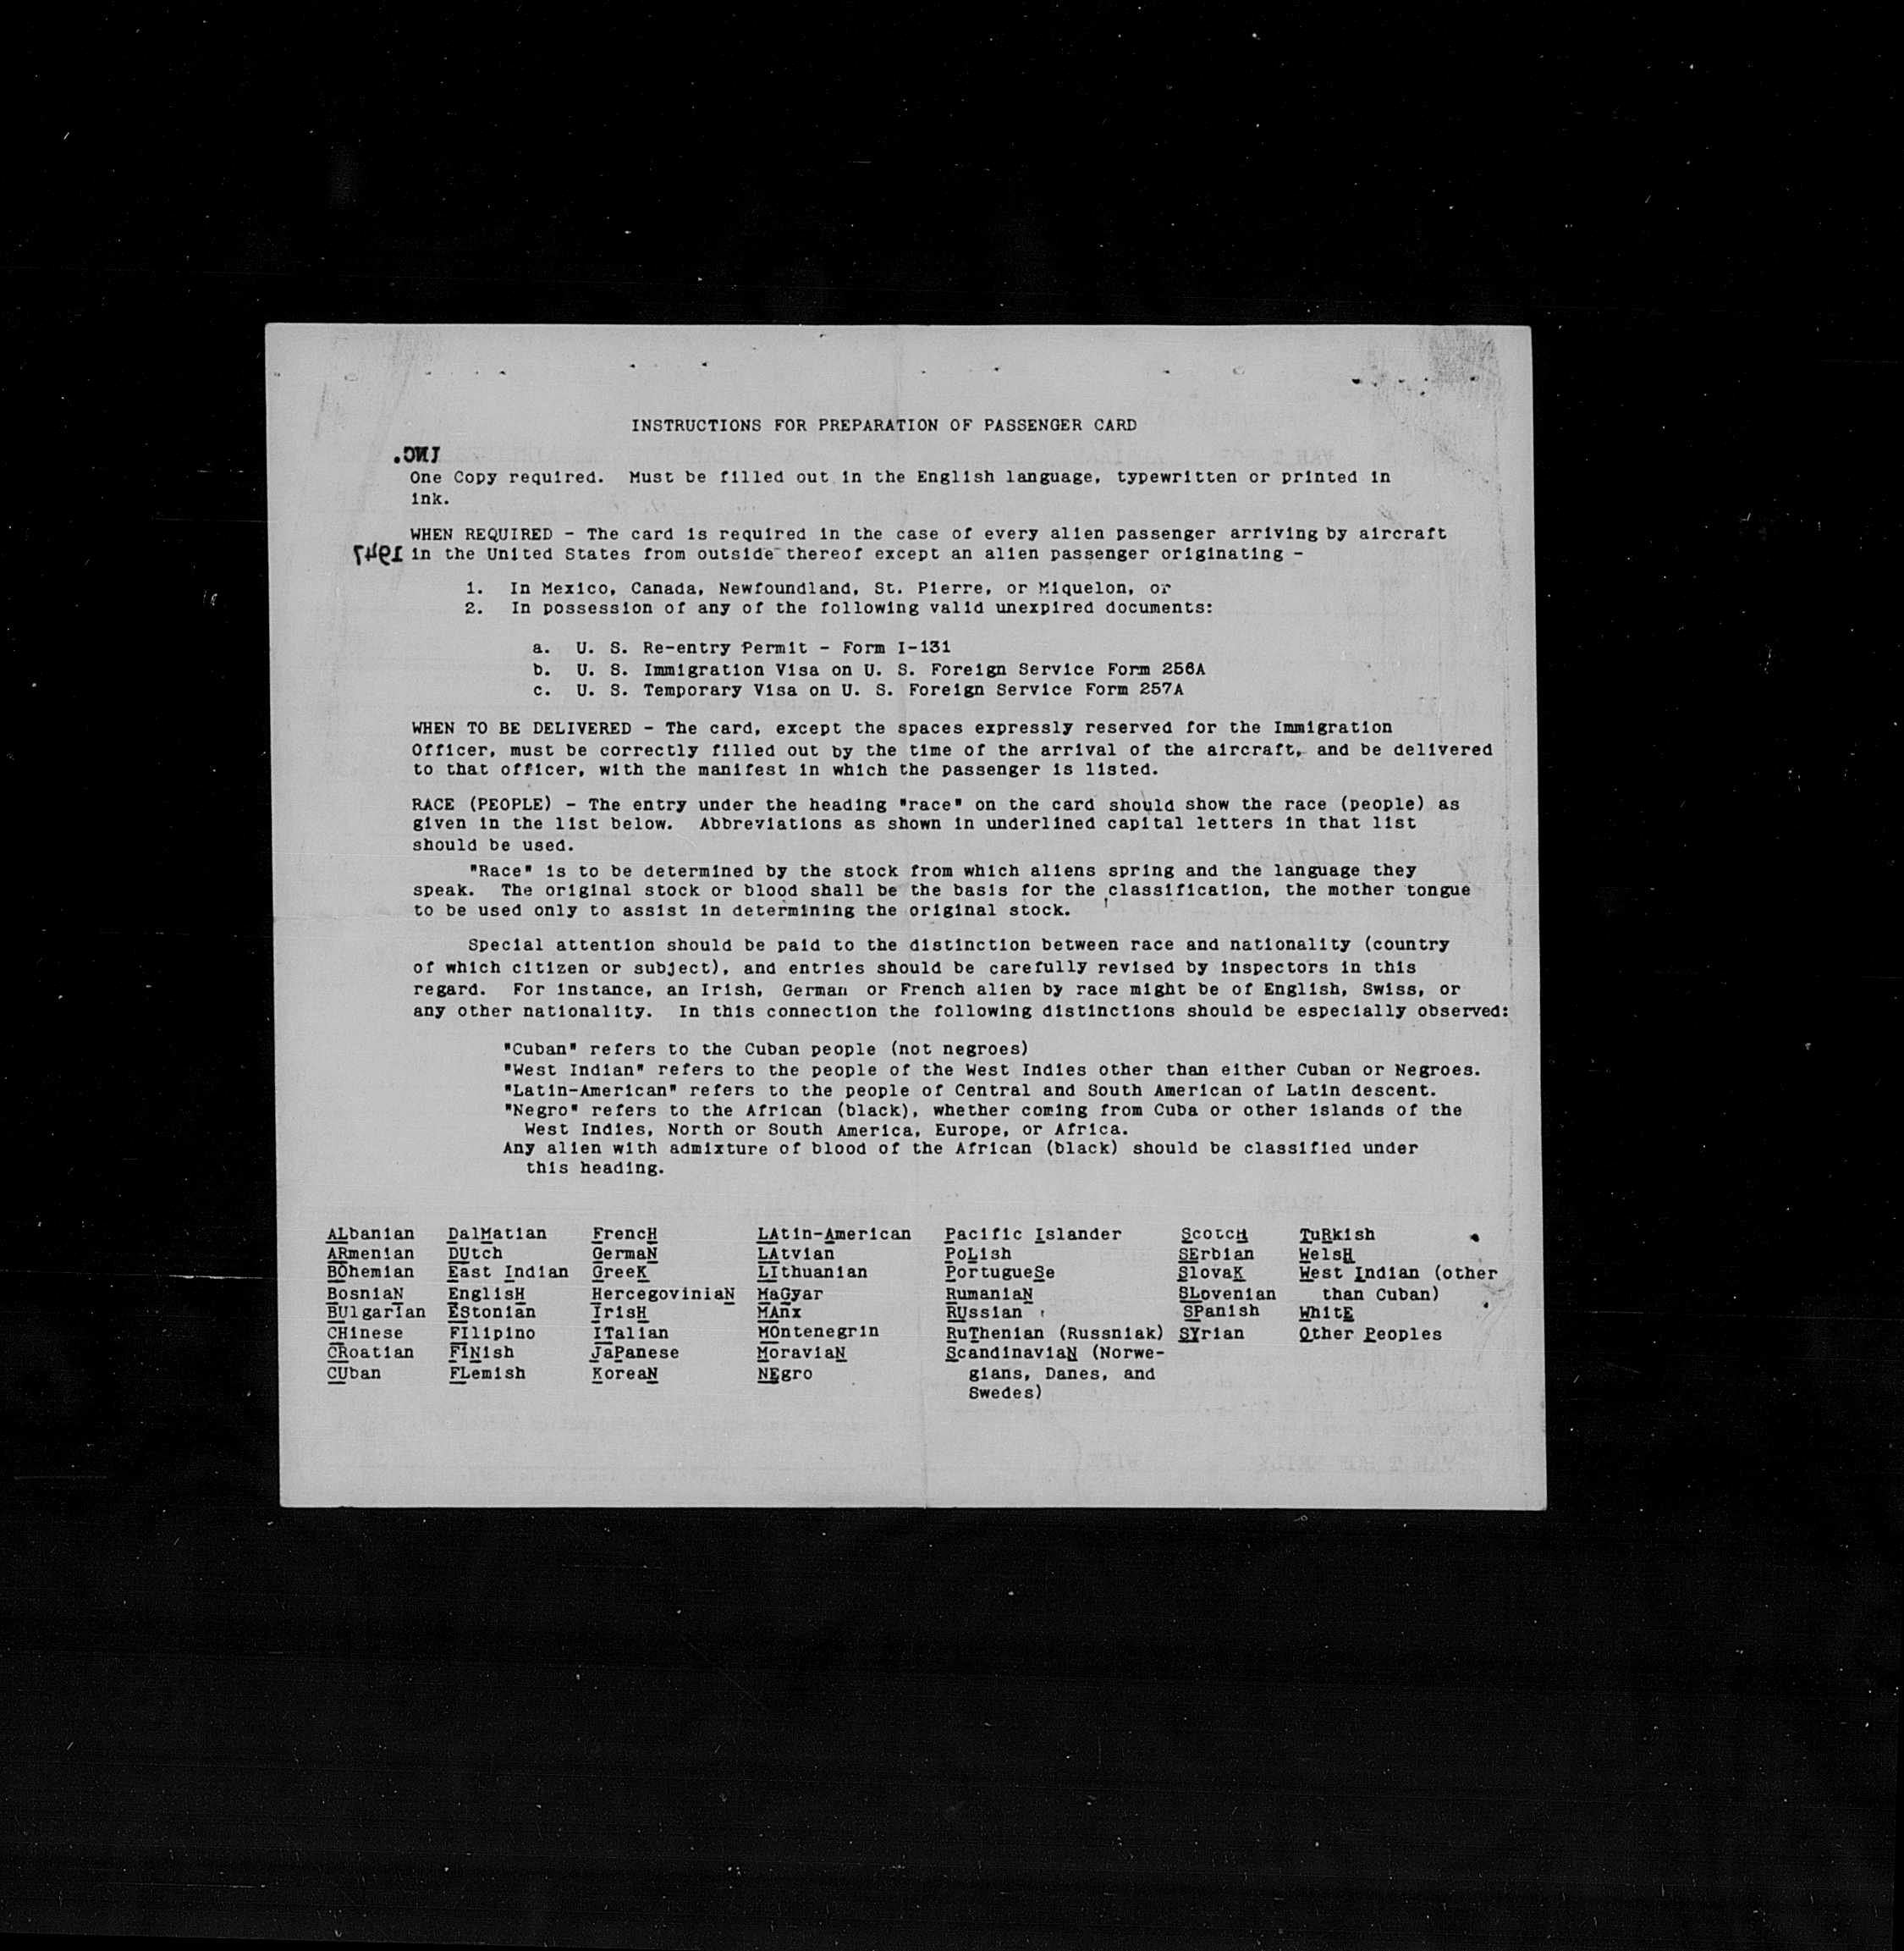 INSTRUCTIONS FOR PREPARATION OF PASSENGER CARD
INC.
One Copy required. Must be filled out in the English language, typewritten or printed in
ink.
WHEN REQUIRED - The card is required in the case of every alien passenger arriving by aircraft
1947 in the United States from outside thereof except an alien passenger originating -
1. In Mexico, Canada, Newfoundland, St. Pierre, or Miquelon, or
2. In possession of any of the following valid unexpired documents:
a. U. S. Re-entry Permit - Form I-131
b. U. S. Immigration Visa on U. S. Foreign Service Form 256A
c. U. S. Temporary Visa on U. S. Foreign Service Form 257A
WHEN TO BE DELIVERED - The card, except the spaces expressly reserved for the Immigration
Officer, must be correctly filled out by the time of the arrival of the aircraft, and be delivered
to that officer, with the manifest in which the passenger is listed.
RACE (PEOPLE) - The entry under the heading "race" on the card should show the race (people) as
given in the list below. Abbreviations as shown in underlined capital letters in that list
should be used.
"Race" is to be determined by the stock from which aliens spring and the language they
speak. The original stock or blood shall be the basis for the classification, the mother tongue
to be used only to assist in determining the original stock.
Special attention should be paid to the distinction between race and nationality (country
of which citizen or subject), and entries should be carefully revised by inspectors in this
regard. For instance, an Irish, German or French alien by race might be of English, Swiss, or
any other nationality. In this connection the following distinctions should be especially observed:
"Cuban" refers to the Cuban people (not negroes)
"West Indian" refers to the people of the West Indies other than either Cuban or Negroes.
"Latin-American" refers to the people of Central and South American of Latin descent.
"Negro" refers to the African (black), whether coming from Cuba or other islands of the
West Indies, North or South America, Europe, or Africa.
Any alien with admixture of blood of the African (black) should be classified under
this heading.
ALbanian DalMatian FrencH LAtin-American Pacific Islander ScotcH TuRkish
ARmenian DUtch GermaN LAtvian PoLish SErbian WelsH
BOhemian East Indian GreeK LIthuanian PortugueSe SlovaK West Indian (other
BosniaN EnglisH HercegoviniaN MaGyar RumaniaN SLovenian than Cuban)
BUlgarian EStonian IrisH MAnx RUssian SPanish WhitE
CHinese FIlipino ITalian MOntenegrin RuThenian (Russniak) SYrian Other Peoples
CRoatian FiNish JaPanese MoraviaN ScandinaviaN (Norwe-
CUban FLemish KoreaN NEgro gians, Danes, and
Swedes)